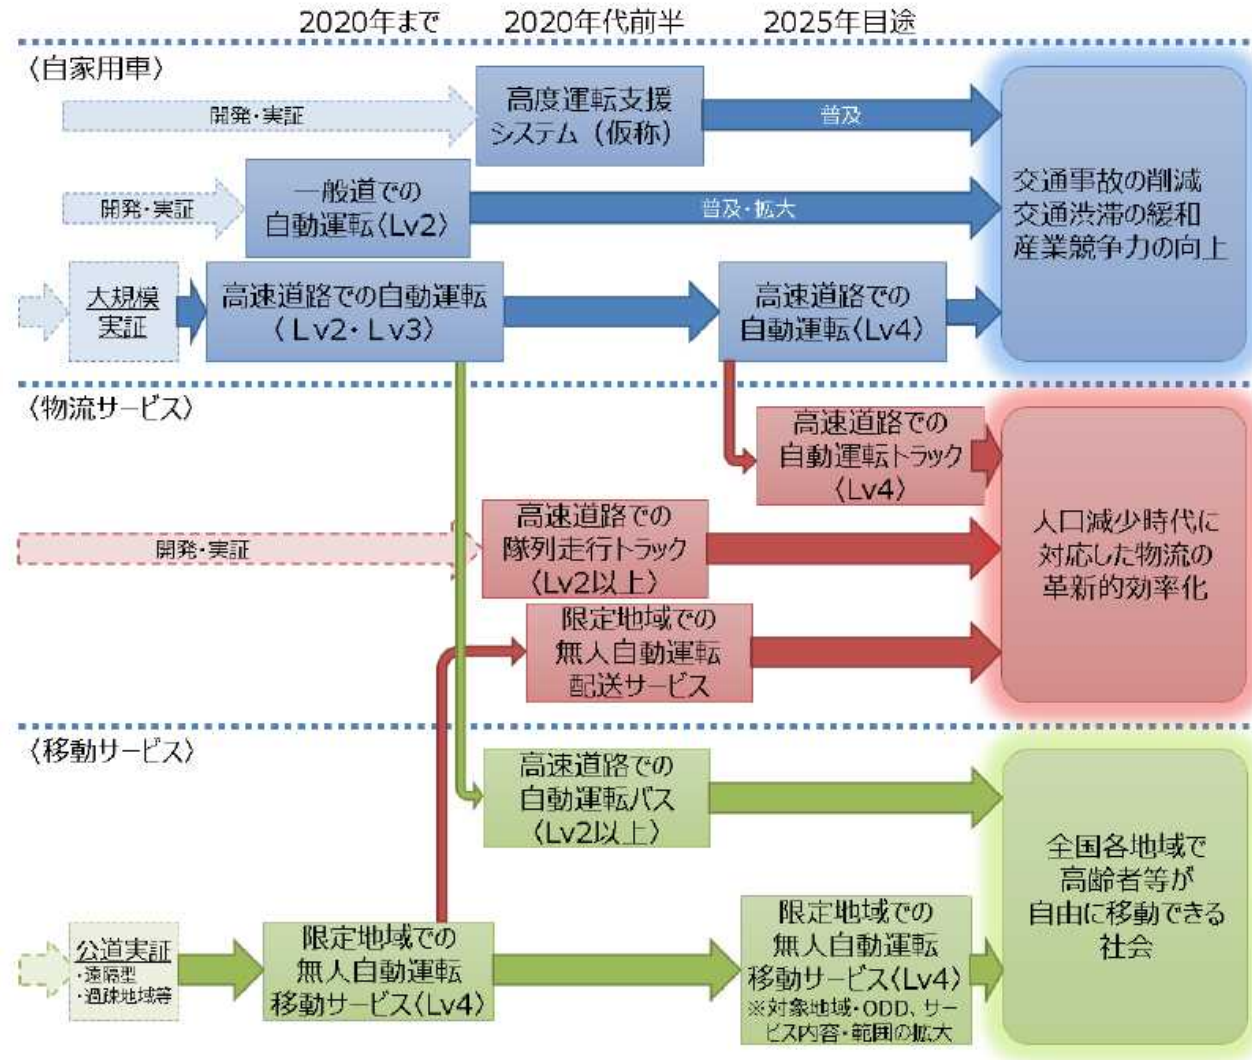 2020年まで 2020年代前半 2025年目途
〈自家用車〉
開発・実証
高度運転支援
システム（仮称）
普及
開発・実証
一般道での
自動運転〈Lv2〉
普及・拡大
大規模
実証
高速道路での自動運転
〈Lv2・Lv3〉
高速道路での
自動運転〈Lv4〉
交通事故の削減
交通渋滞の緩和
産業競争力の向上
〈物流サービス〉
高速道路での
自動運転トラック
〈Lv4〉
開発・実証
高速道路での
隊列走行トラック
〈Lv2以上〉
限定地域での
無人自動運転
配送サービス
人口減少時代に
対応した物流の
革新的効率化
〈移動サービス〉
高速道路での
自動運転バス
〈Lv2以上〉
公道実証
・遠隔型
・過疎地域等
限定地域での
無人自動運転
移動サービス〈Lv4〉
限定地域での
無人自動運転
移動サービス〈Lv4〉
※対象地域・ODD、サー
ビス内容・範囲の拡大
全国各地域で
高齢者等が
自由に移動できる
社会